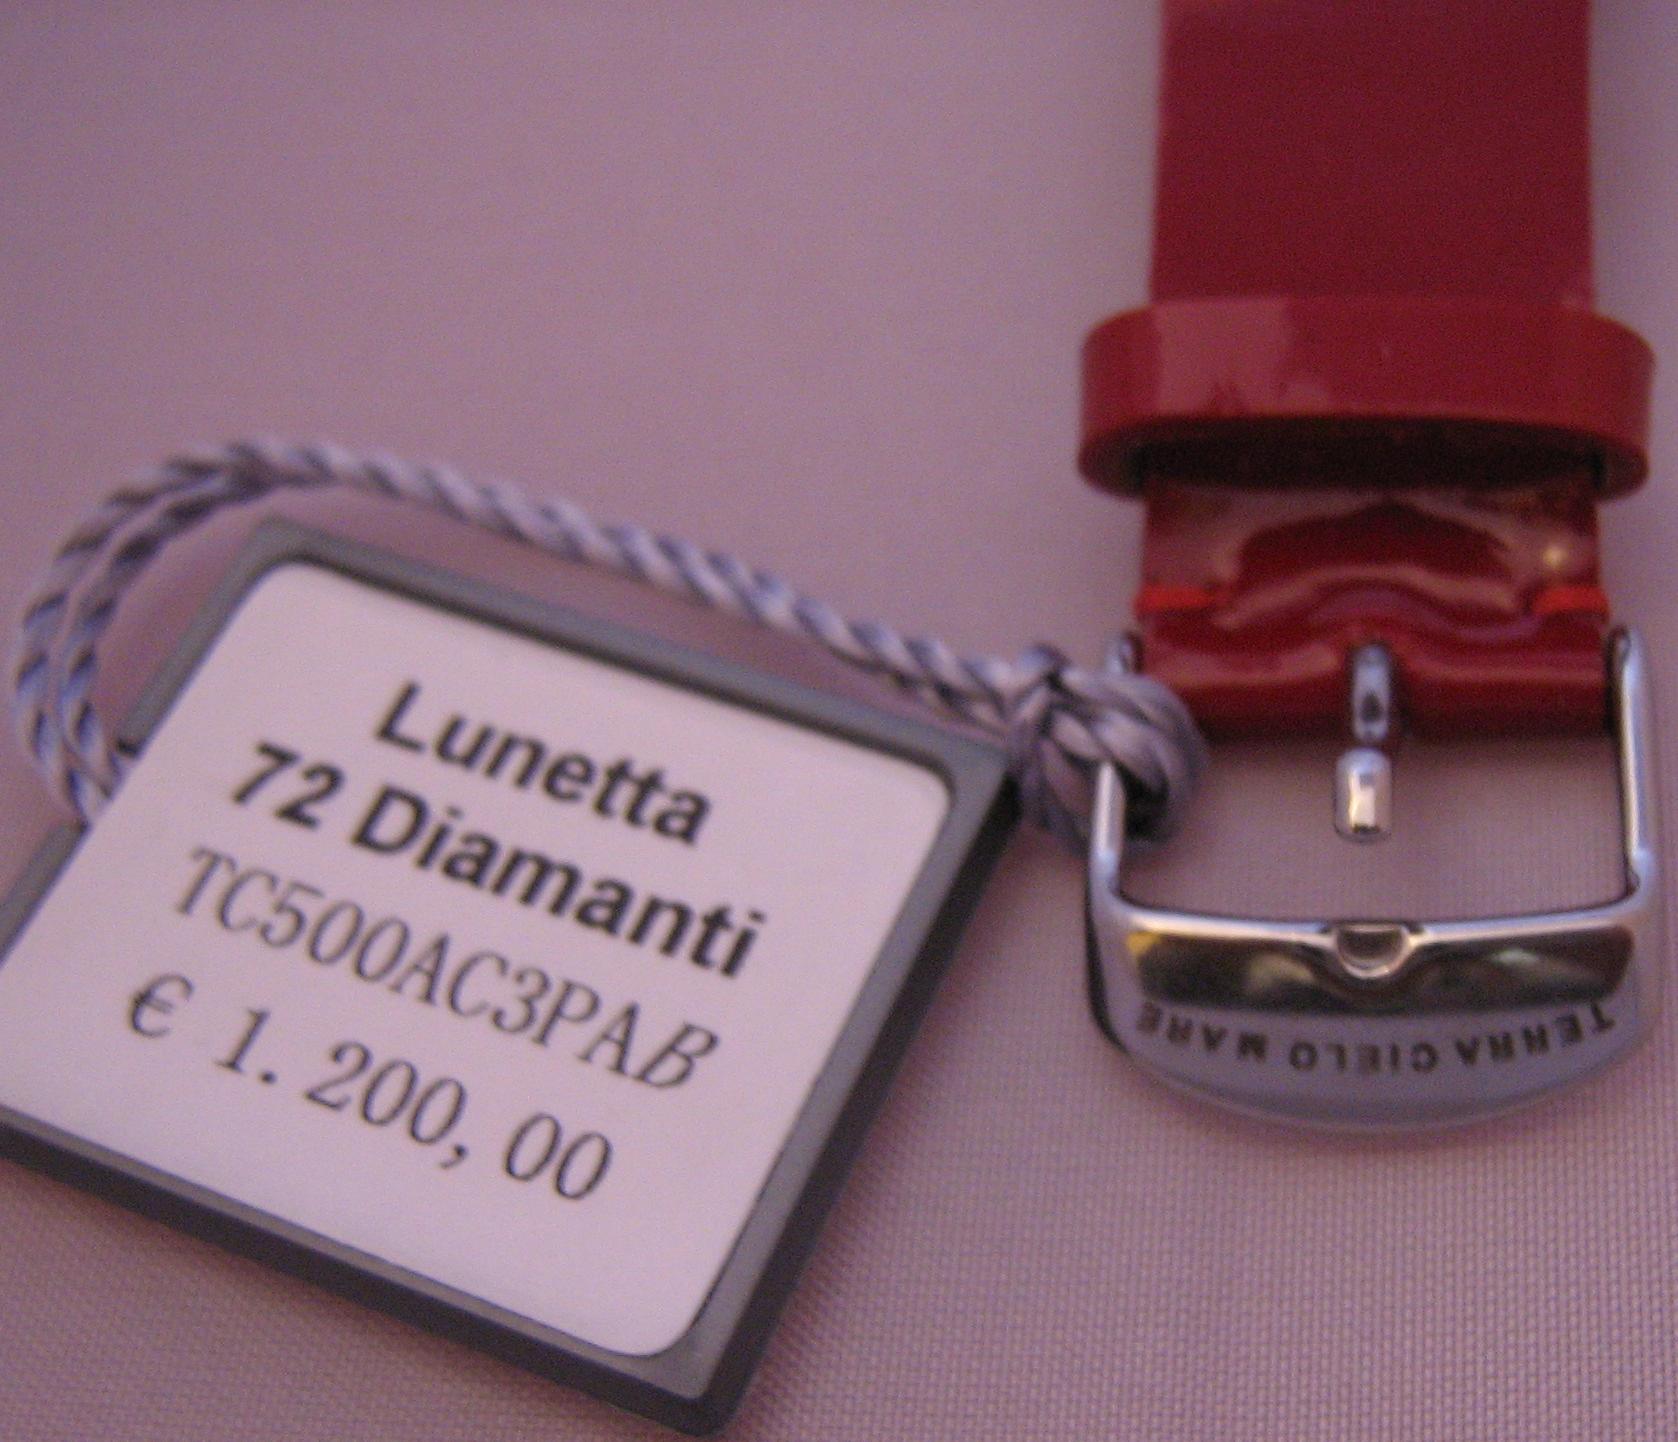 Lunetta
72 Diamanti
TC500AC3PAB
€ 1.200,00
TERRA CIELO MARE